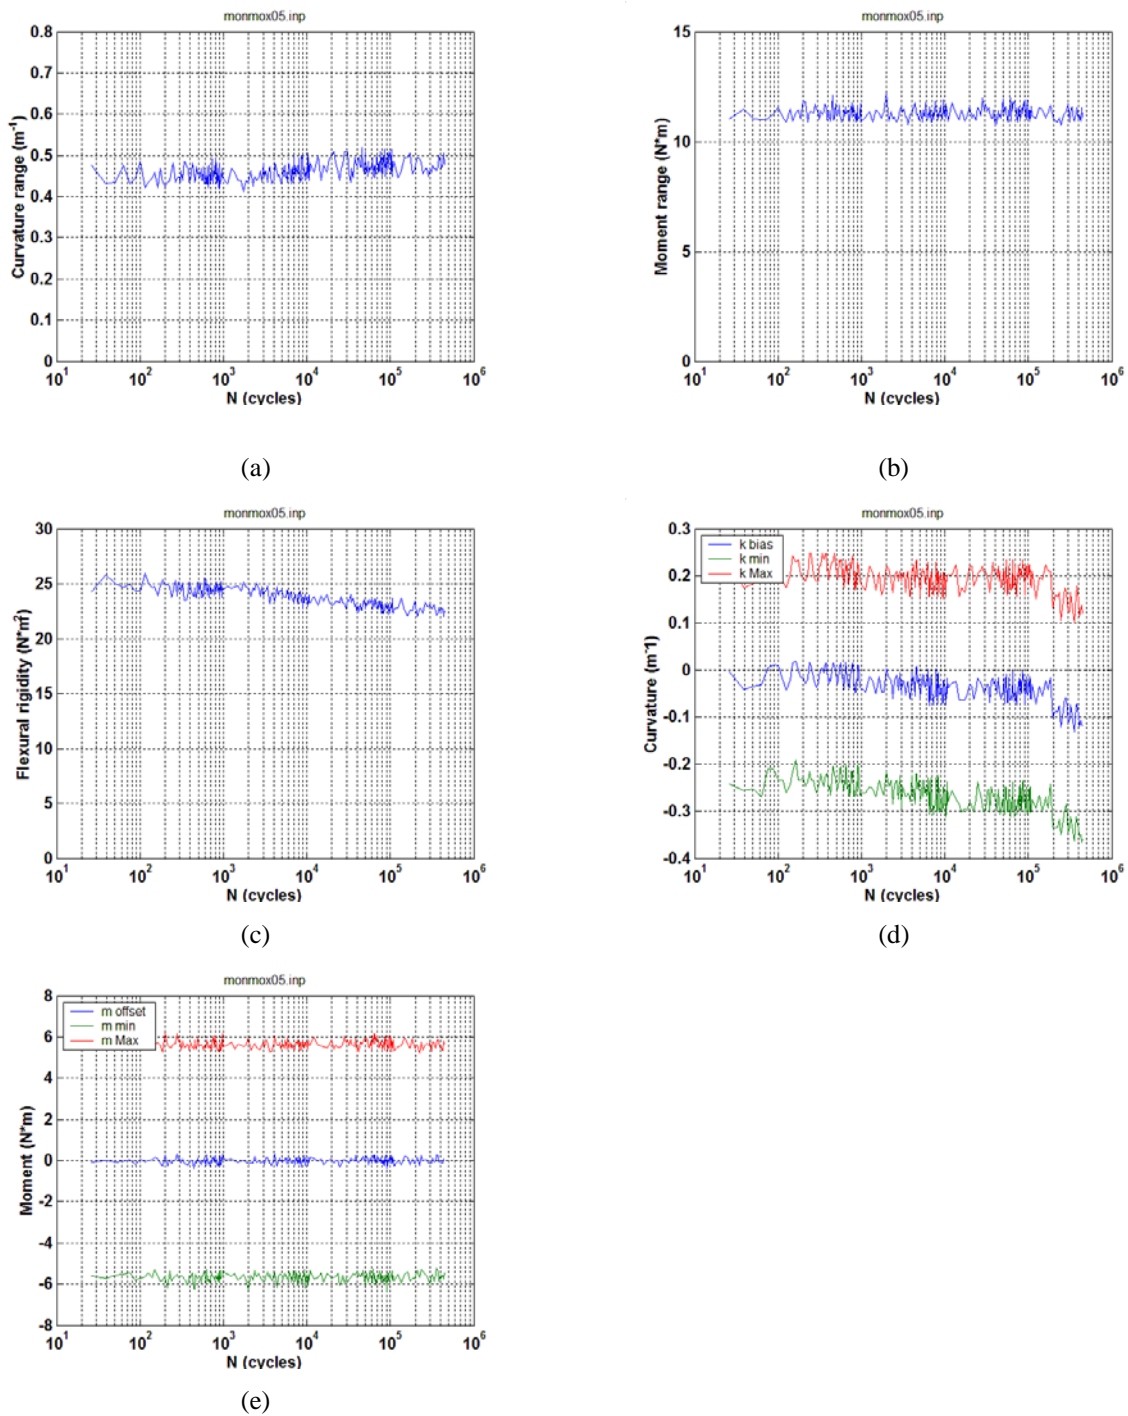 monmox05.inp
0.8
0.7
0.6
0.5
0.4
0.3
0.2
0.1
0
Curvature range (m⁻¹)
10¹ 10² 10³ 10⁴ 10⁵ 10⁶
N (cycles)
(a)
monmox05.inp
15
10
5
0
Moment range (N*m)
10¹ 10² 10³ 10⁴ 10⁵ 10⁶
N (cycles)
(b)
monmox05.inp
30
25
20
15
10
5
0
Flexural rigidity (N*m²)
10¹ 10² 10³ 10⁴ 10⁵ 10⁶
N (cycles)
(c)
monmox05.inp
k bias
k min
k Max
0.3
0.2
0.1
0
-0.1
-0.2
-0.3
-0.4
Curvature (m⁻¹)
10¹ 10² 10³ 10⁴ 10⁵ 10⁶
N (cycles)
(d)
monmox05.inp
m offset
m min
m Max
8
6
4
2
0
-2
-4
-6
-8
Moment (N*m)
10¹ 10² 10³ 10⁴ 10⁵ 10⁶
N (cycles)
(e)